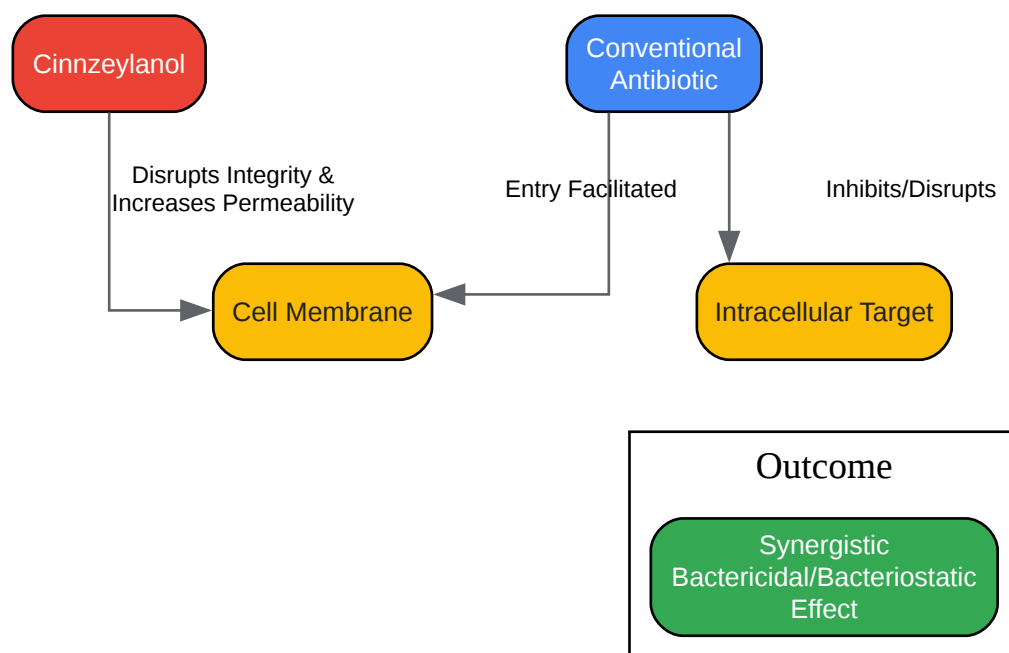 Cinnzeylanol
Conventional
Antibiotic
Disrupts Integrity &
Increases Permeability
Entry Facilitated
Inhibits/Disrupts
Cell Membrane
Intracellular Target
Outcome
Synergistic
Bactericidal/Bacteriostatic
Effect